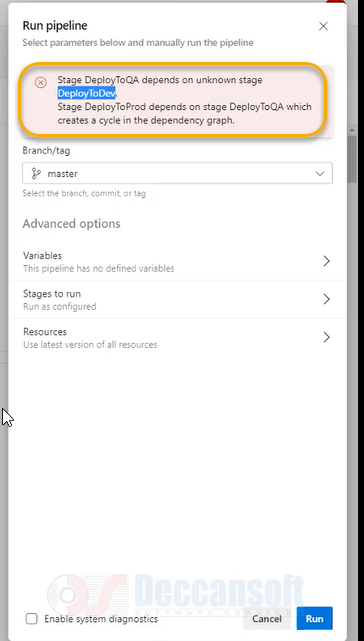 Run pipeline
Select parameters below and manually run the pipeline
Stage DeployToQA depends on unknown stage
DeployToDev.
Stage DeployToProd depends on stage DeployToQA which
creates a cycle in the dependency graph.
Branch/tag
master
Select the branch, commit, or tag
Advanced options
Variables
This pipeline has no defined variables
Stages to run
Run as configured
Resources
Use latest version of all resources
Deccansoft
SOFTWARE SERVICES
Enable system diagnostics
Cancel
Run